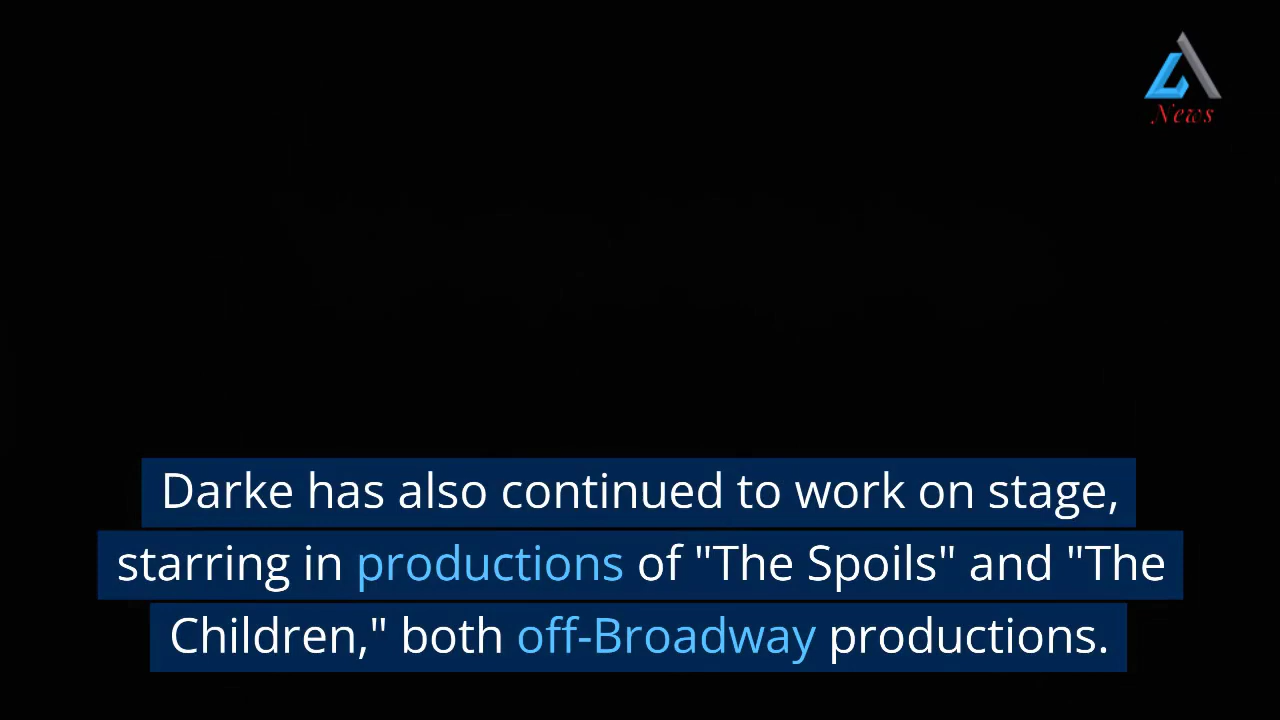 News
Darke has also continued to work on stage,
starring in productions of "The Spoils" and "The
Children," both off-Broadway productions.